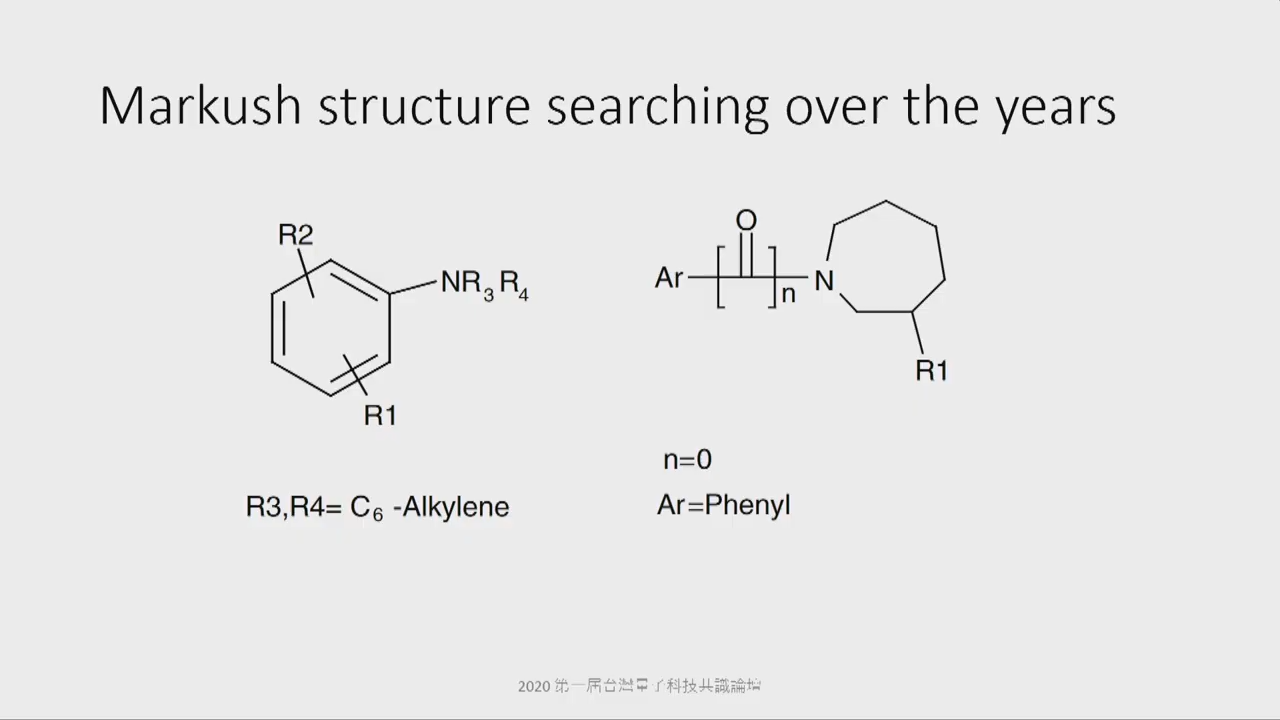 Markush structure searching over the years
R2
NR3R4
R1
O
Ar
n
N
R1
n=0
R3,R4= C6 -Alkylene
Ar=Phenyl
2020 第一屆台灣量子科技共識論壇